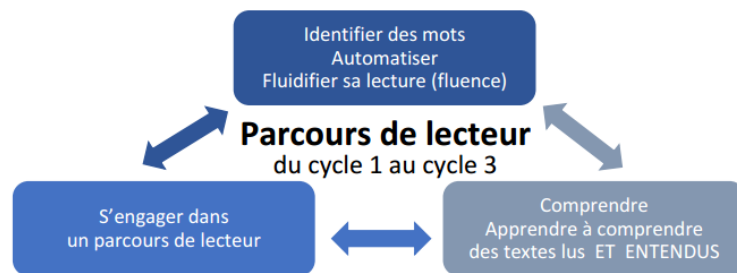 Identifier des mots
Automatiser
Fluidifier sa lecture (fluence)
Parcours de lecteur
du cycle 1 au cycle 3
S'engager dans
un parcours de lecteur
Comprendre
Apprendre à comprendre
des textes lus ET ENTENDUS